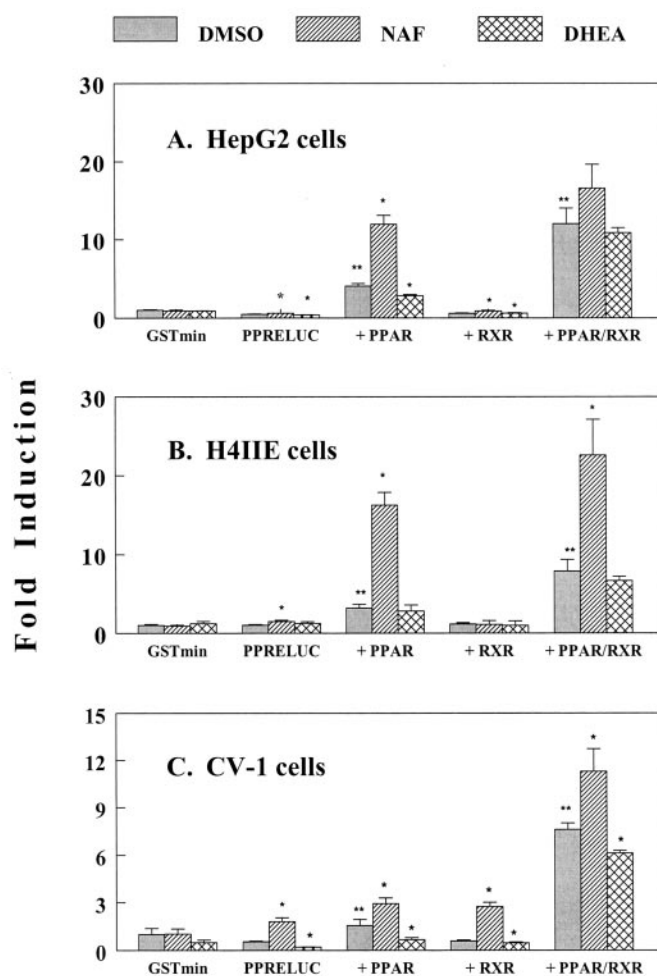 DMSO NAF DHEA
30
A. HepG2 cells
20
** * * ** 
10
* * * *
0
GSTmin PPRELUC + PPAR + RXR + PPAR/RXR
30
B. H4IIE cells
*
20
*
10
** **
*
0
GSTmin PPRELUC + PPAR + RXR + PPAR/RXR
15
*
C. CV-1 cells
12
9
**
6
*
* ** * *
3
* * *
0
GSTmin PPRELUC + PPAR + RXR + PPAR/RXR
Fold Induction